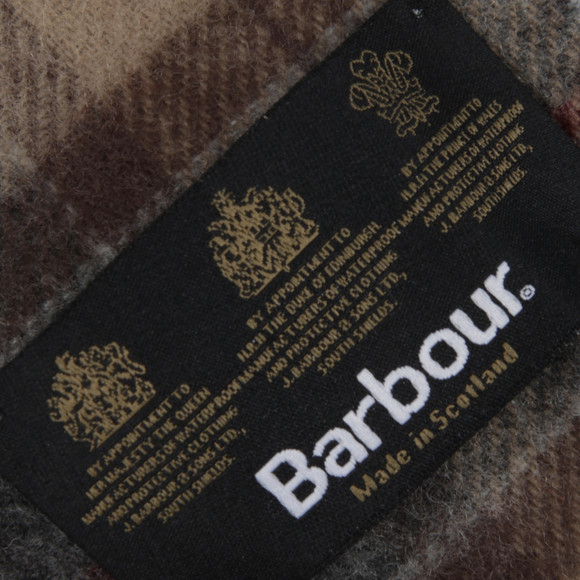 BY APPOINTMENT TO
HER MAJESTY THE QUEEN
MANUFACTURERS OF WATERPROOF
AND PROTECTIVE CLOTHING
J. BARBOUR & SONS LTD.,
SOUTH SHIELDS.
BY APPOINTMENT TO
H.R.H THE DUKE OF EDINBURGH
MANUFACTURERS OF WATERPROOF
AND PROTECTIVE CLOTHING
J. BARBOUR & SONS LTD.,
SOUTH SHIELDS.
BY APPOINTMENT TO
H.R.H THE PRINCE OF WALES
MANUFACTURERS OF WATERPROOF
AND PROTECTIVE CLOTHING
J. BARBOUR & SONS LTD.,
SOUTH SHIELDS.
Barbour®
Made in Scotland